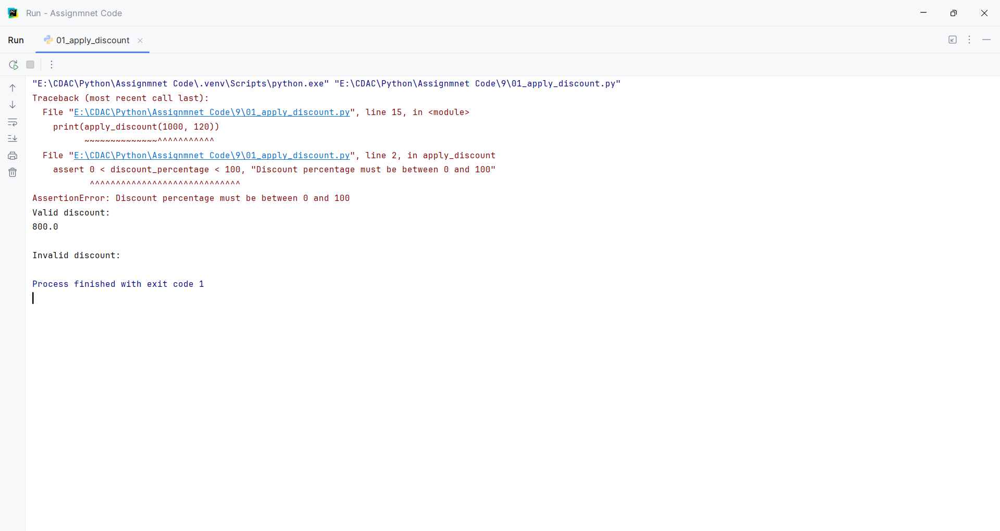 Run - Assignmnet Code
Run 01_apply_discount
"E:\CDAC\Python\Assignmnet Code\.venv\Scripts\python.exe" "E:\CDAC\Python\Assignmnet Code\9\01_apply_discount.py"
Traceback (most recent call last):
  File "E:\CDAC\Python\Assignmnet Code\9\01_apply_discount.py", line 15, in <module>
    print(apply_discount(1000, 120))
          ~~~~~~~~~~~~~~^^^^^^^^^^^
  File "E:\CDAC\Python\Assignmnet Code\9\01_apply_discount.py", line 2, in apply_discount
    assert 0 < discount_percentage < 100, "Discount percentage must be between 0 and 100"
           ^^^^^^^^^^^^^^^^^^^^^^^^^^^^^
AssertionError: Discount percentage must be between 0 and 100
Valid discount:
800.0

Invalid discount:

Process finished with exit code 1